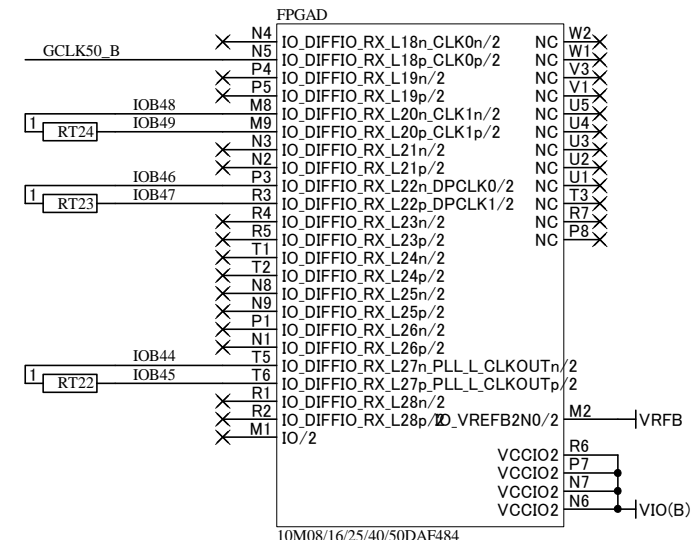 FPGAD
N4 IO_DIFFIO_RX_L18n_CLK0n/2 NC W2
GCLK50_B N5 IO_DIFFIO_RX_L18p_CLK0p/2 NC W1
P4 IO_DIFFIO_RX_L19n/2 NC V3
P5 IO_DIFFIO_RX_L19p/2 NC V1
IOB48 M8 IO_DIFFIO_RX_L20n_CLK1n/2 NC U5
1 RT24 IOB49 M9 IO_DIFFIO_RX_L20p_CLK1p/2 NC U4
N3 IO_DIFFIO_RX_L21n/2 NC U3
N2 IO_DIFFIO_RX_L21p/2 NC U2
IOB46 P3 IO_DIFFIO_RX_L22n_DPCLK0/2 NC U1
1 RT23 IOB47 R3 IO_DIFFIO_RX_L22p_DPCLK1/2 NC T3
R4 IO_DIFFIO_RX_L23n/2 NC R7
R5 IO_DIFFIO_RX_L23p/2 NC P8
T1 IO_DIFFIO_RX_L24n/2
T2 IO_DIFFIO_RX_L24p/2
N8 IO_DIFFIO_RX_L25n/2
N9 IO_DIFFIO_RX_L25p/2
P1 IO_DIFFIO_RX_L26n/2
N1 IO_DIFFIO_RX_L26p/2
IOB44 T5 IO_DIFFIO_RX_L27n_PLL_L_CLKOUTn/2
1 RT22 IOB45 T6 IO_DIFFIO_RX_L27p_PLL_L_CLKOUTp/2
R1 IO_DIFFIO_RX_L28n/2
R2 IO_DIFFIO_RX_L28p/2 IO_VREFB2N0/2 M2 VRFB
M1 IO/2
VCCIO2 R6
VCCIO2 P7
VCCIO2 N7
VCCIO2 N6 VIO(B)
10M08/16/25/40/50DAF484